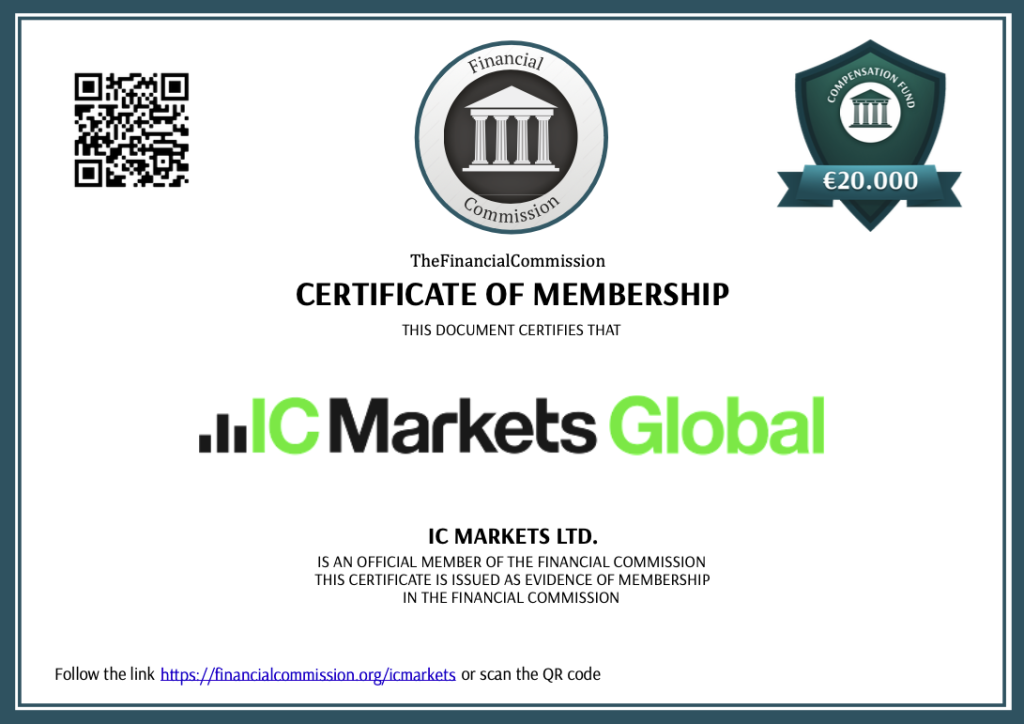 Financial
Commission
COMPENSATION FUND
€20.000
TheFinancialCommission
CERTIFICATE OF MEMBERSHIP
THIS DOCUMENT CERTIFIES THAT
IC Markets Global
IC MARKETS LTD.
IS AN OFFICIAL MEMBER OF THE FINANCIAL COMMISSION
THIS CERTIFICATE IS ISSUED AS EVIDENCE OF MEMBERSHIP
IN THE FINANCIAL COMMISSION
Follow the link https://financialcommission.org/icmarkets or scan the QR code